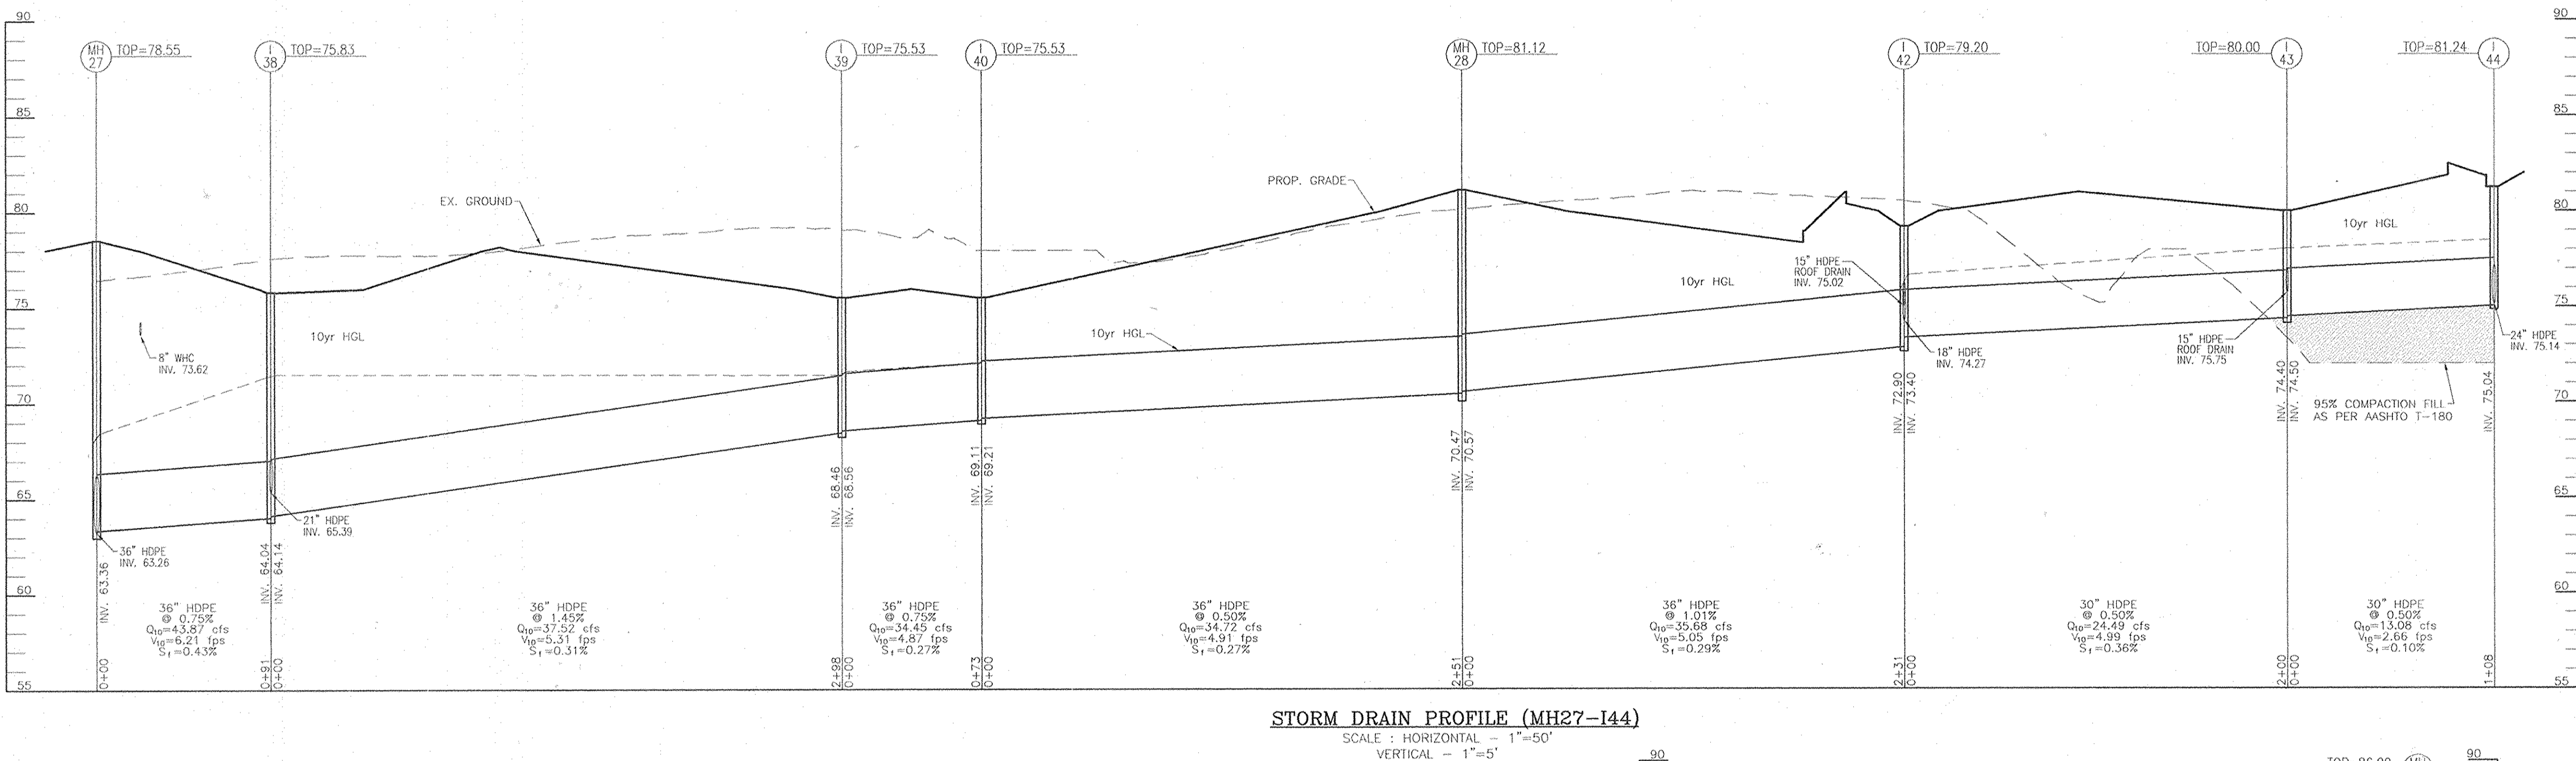 90
85
80
75
70
65
60
55
MH
27
TOP=78.55
I
38
TOP=75.83
I
39
TOP=75.53
I
40
TOP=75.53
MH
28
TOP=81.12
I
42
TOP=79.20
TOP=80.00
I
43
TOP=81.24
I
44
90
85
80
75
70
65
60
55
EX. GROUND
PROP. GRADE
8" WHC
INV. 73.62
10yr HGL
10yr HGL
10yr HGL
10yr HGL
15" HDPE
ROOF DRAIN
INV. 75.02
18" HDPE
INV. 74.27
15" HDPE
ROOF DRAIN
INV. 75.75
24" HDPE
INV. 75.14
95% COMPACTION FILL
AS PER AASHTO T-180
36" HDPE
INV. 63.26
21" HDPE
INV. 65.39
INV. 63.36
INV. 64.04
INV. 64.14
INV. 68.46
INV. 68.56
INV. 69.11
INV. 69.21
INV. 70.47
INV. 70.57
INV. 72.90
INV. 73.40
INV. 74.40
INV. 74.50
INV. 75.04
36" HDPE
@ 0.75%
Q10=43.87 cfs
V10=6.21 fps
Sf=0.43%
36" HDPE
@ 1.45%
Q10=37.52 cfs
V10=5.31 fps
Sf=0.31%
36" HDPE
@ 0.75%
Q10=34.45 cfs
V10=4.87 fps
Sf=0.27%
36" HDPE
@ 0.50%
Q10=34.72 cfs
V10=4.91 fps
Sf=0.27%
36" HDPE
@ 1.01%
Q10=35.68 cfs
V10=5.05 fps
Sf=0.29%
30" HDPE
@ 0.50%
Q10=24.49 cfs
V10=4.99 fps
Sf=0.36%
30" HDPE
@ 0.50%
Q10=13.08 cfs
V10=2.66 fps
Sf=0.10%
0+00
0+91
0+00
2+98
0+00
0+73
0+00
2+51
0+00
2+31
0+00
2+00
0+00
1+08
STORM DRAIN PROFILE (MH27-I44)
SCALE : HORIZONTAL - 1"=50'
VERTICAL - 1"=5'
90
90